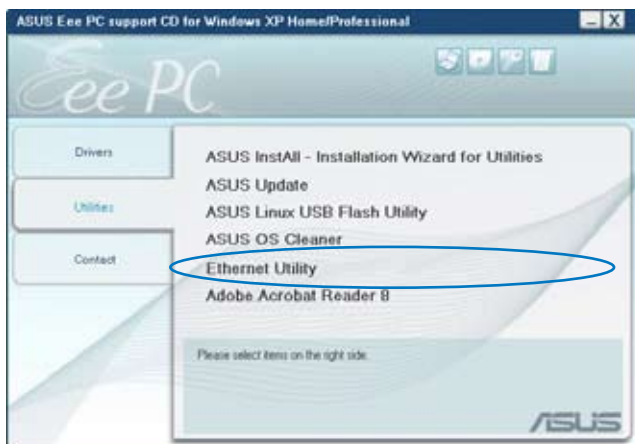 ASUS Eee PC support CD for Windows XP Home/Professional
Eee PC
Drivers
Utilities
Contact
ASUS InstAll - Installation Wizard for Utilities
ASUS Update
ASUS Linux USB Flash Utility
ASUS OS Cleaner
Ethernet Utility
Adobe Acrobat Reader 8
Please select items on the right side.
ASUS